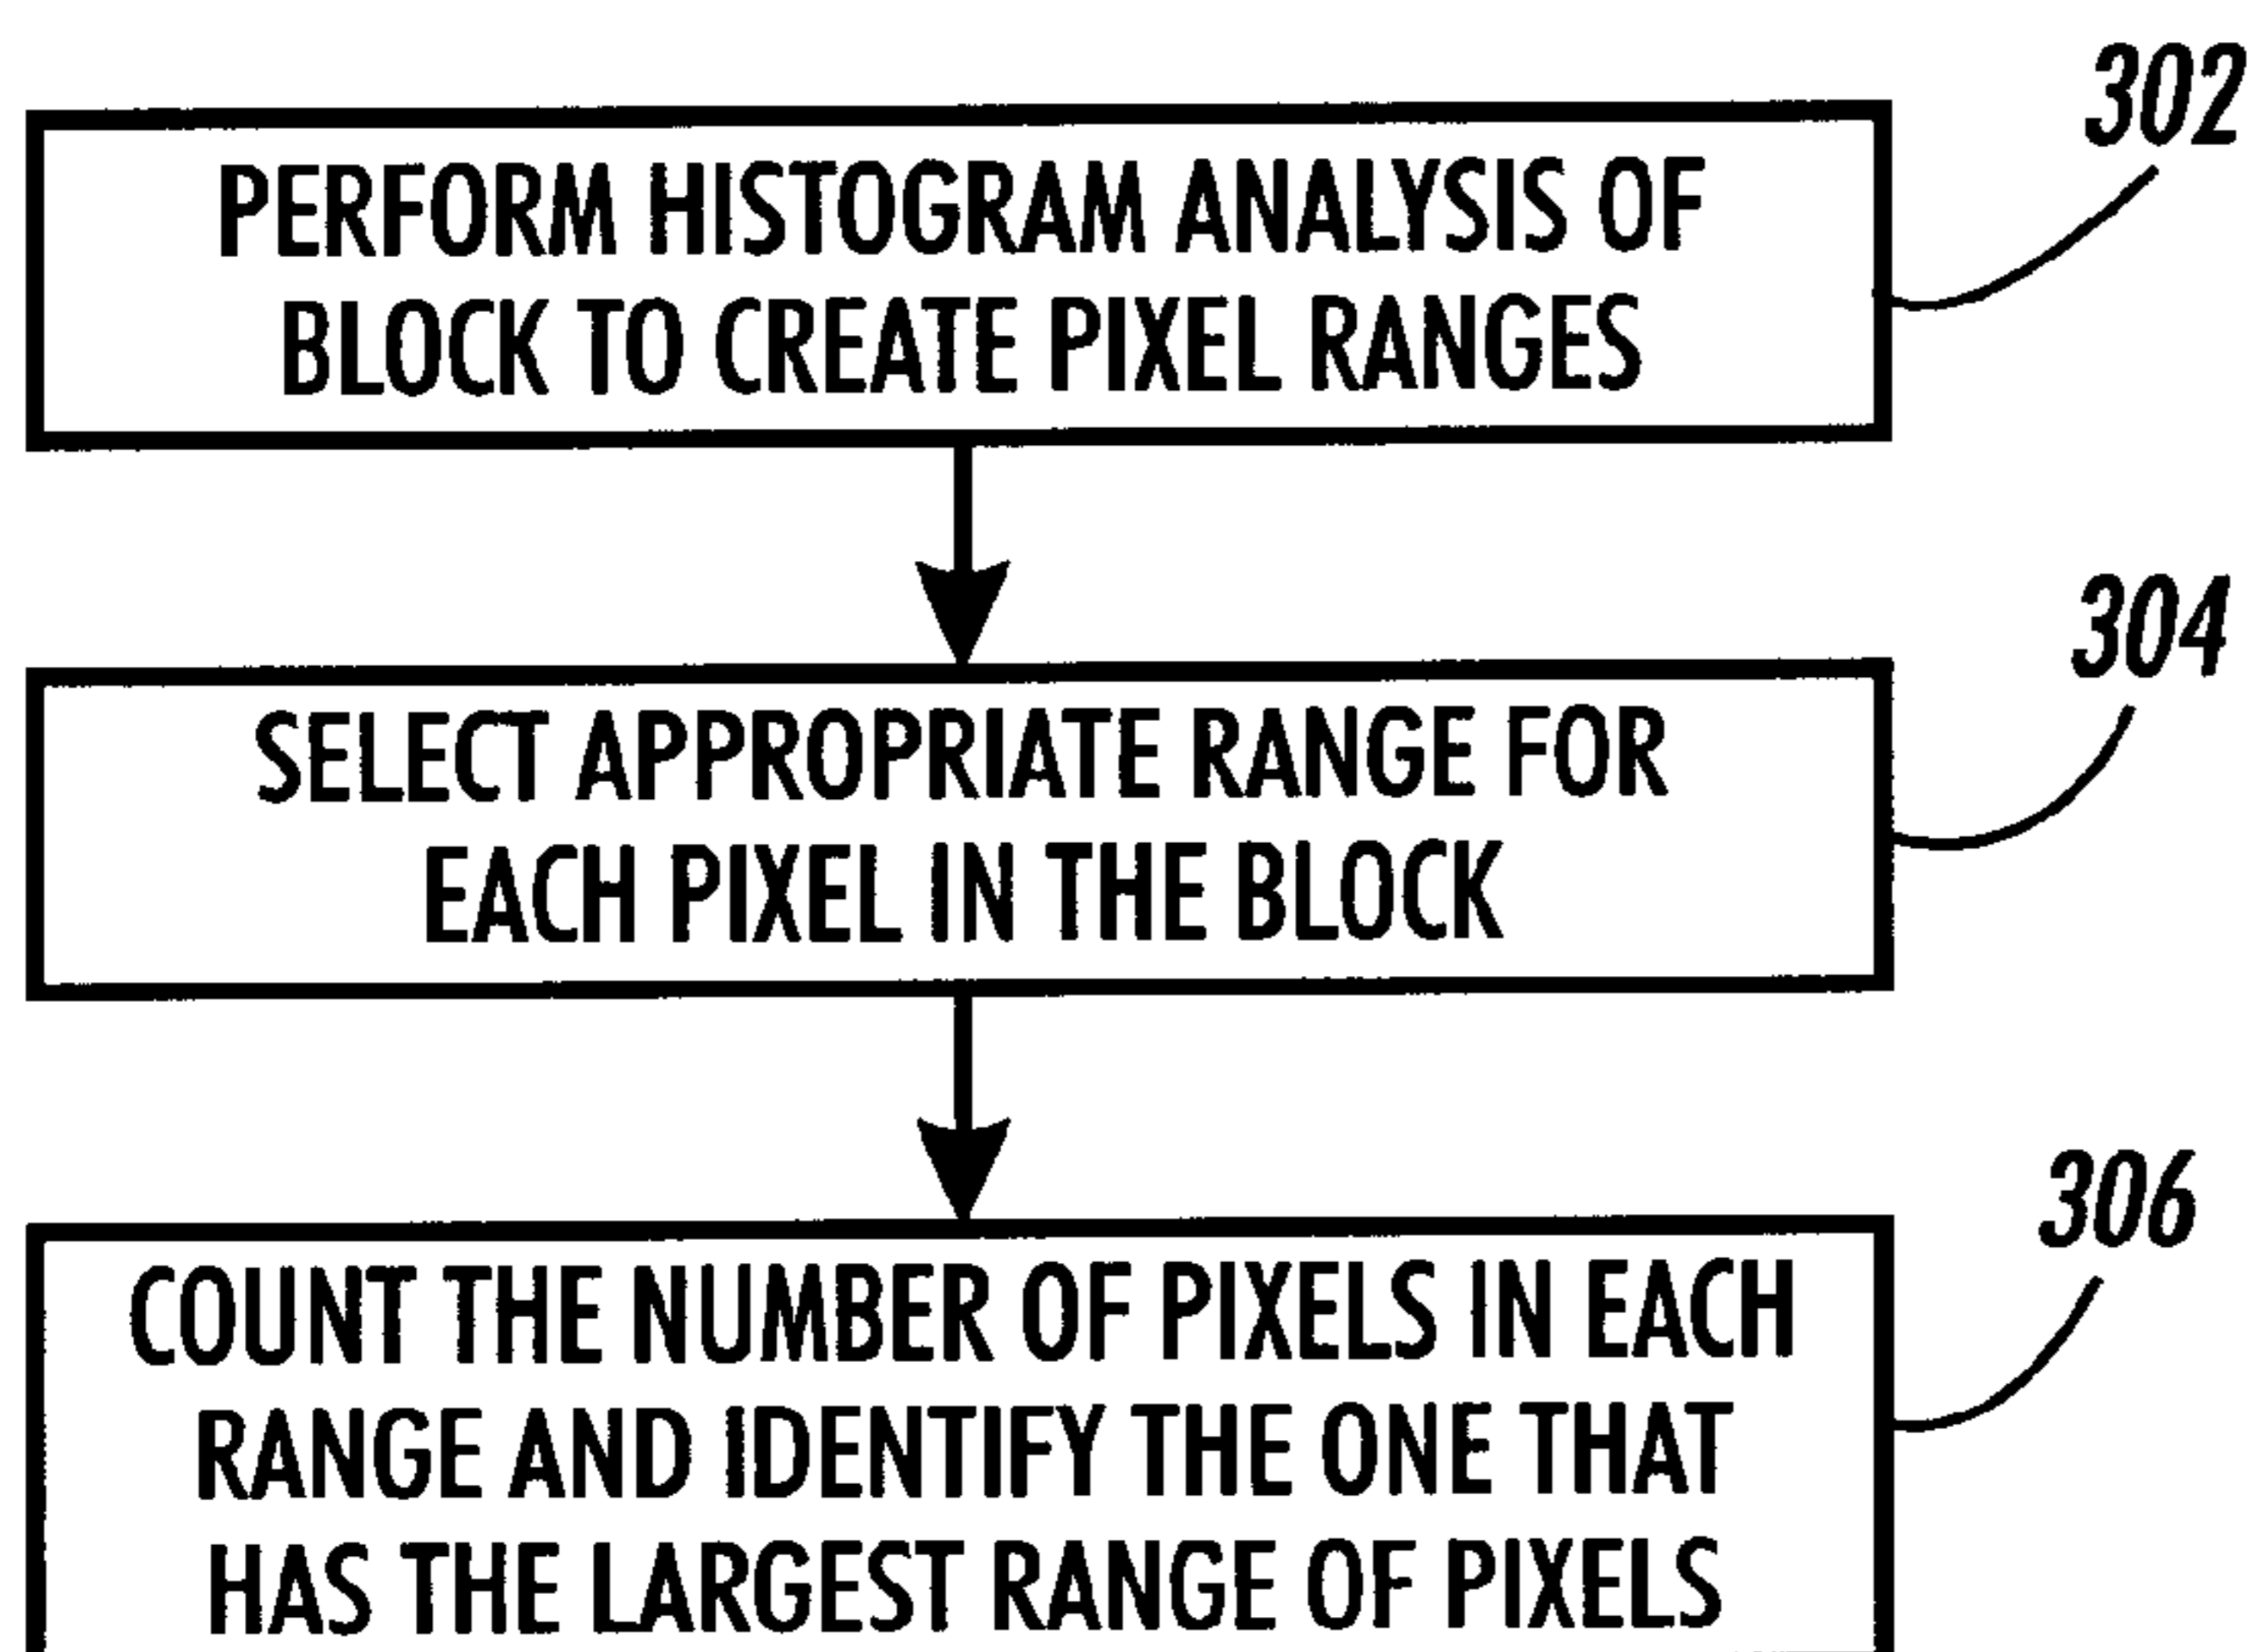 302
PERFORM HISTOGRAM ANALYSIS OF
BLOCK TO CREATE PIXEL RANGES
304
SELECT APPROPRIATE RANGE FOR
EACH PIXEL IN THE BLOCK
306
COUNT THE NUMBER OF PIXELS IN EACH
RANGE AND IDENTIFY THE ONE THAT
HAS THE LARGEST RANGE OF PIXELS